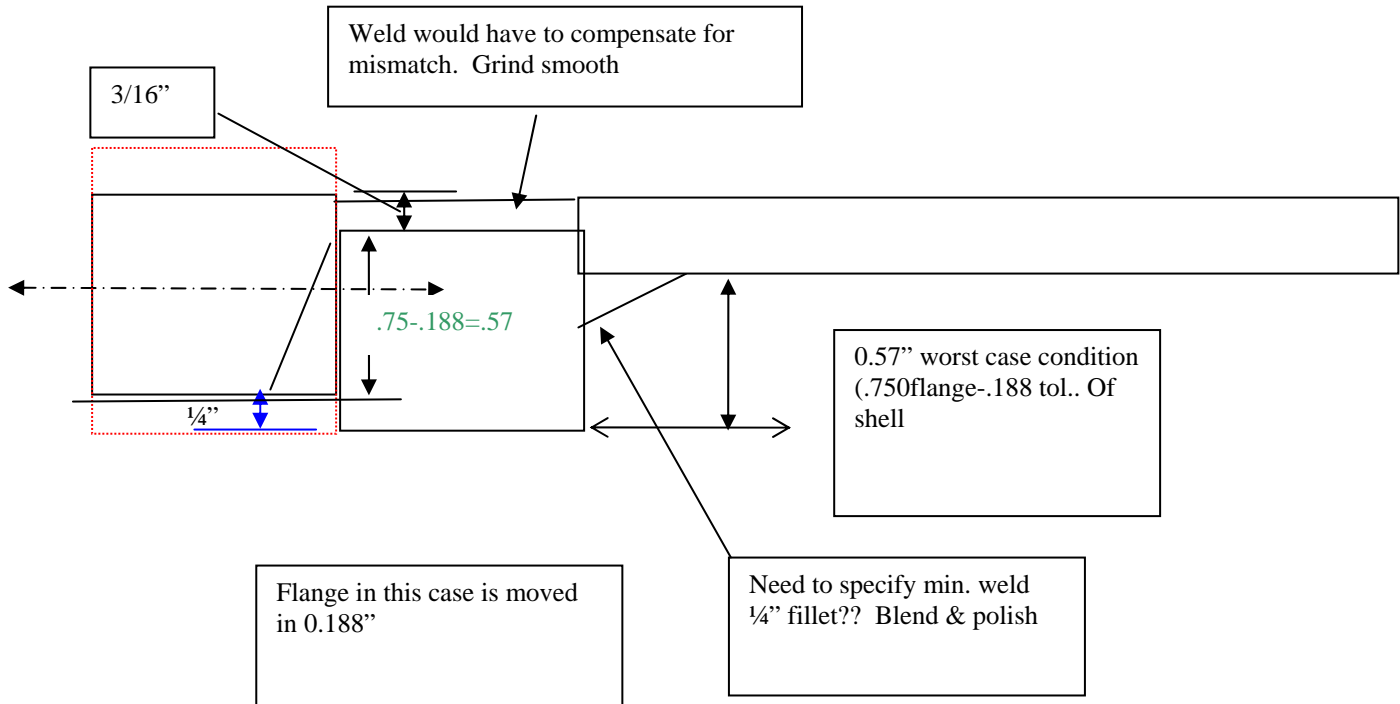 Weld would have to compensate for
mismatch.  Grind smooth
3/16”
.75-.188=.57
¼”
0.57” worst case condition
(.750flange-.188 tol.. Of
shell
Flange in this case is moved
in 0.188”
Need to specify min. weld
¼” fillet??  Blend & polish